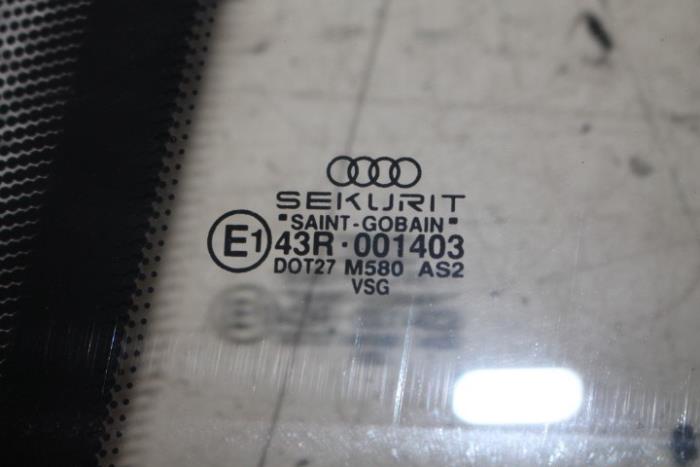 SEKURIT
"SAINT-GOBAIN"
E1 43R·001403
DOT27 M580 AS2
VSG